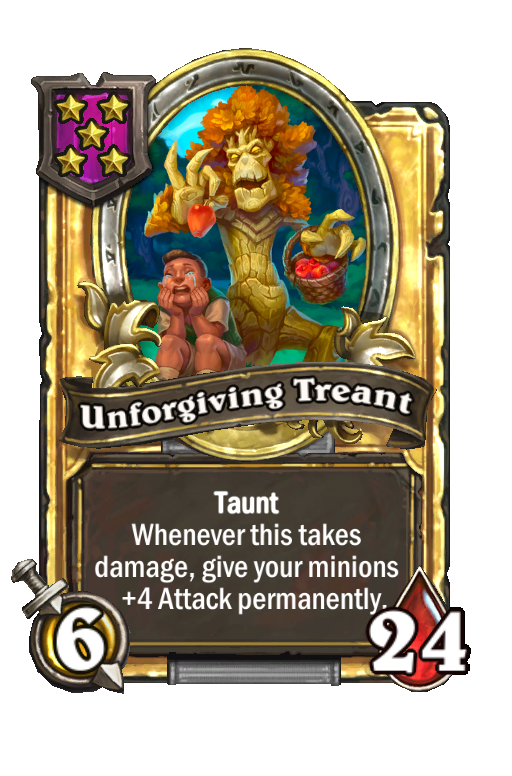 Unforgiving Treant
Taunt
Whenever this takes
damage, give your minions
+4 Attack permanently.
6
24